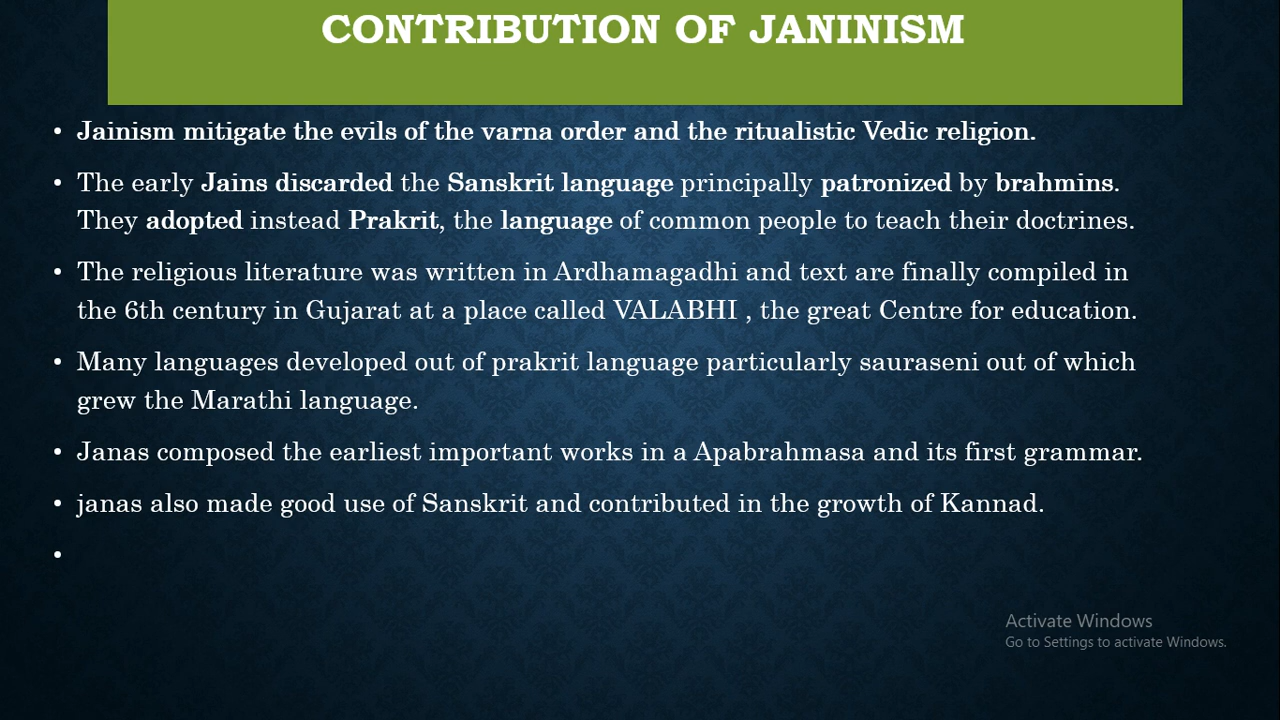 CONTRIBUTION OF JANINISM
• Jainism mitigate the evils of the varna order and the ritualistic Vedic religion.
• The early Jains discarded the Sanskrit language principally patronized by brahmins.
They adopted instead Prakrit, the language of common people to teach their doctrines.
• The religious literature was written in Ardhamagadhi and text are finally compiled in
the 6th century in Gujarat at a place called VALABHI , the great Centre for education.
• Many languages developed out of prakrit language particularly sauraseni out of which
grew the Marathi language.
• Janas composed the earliest important works in a Apabrahmasa and its first grammar.
• janas also made good use of Sanskrit and contributed in the growth of Kannad.
•
Activate Windows
Go to Settings to activate Windows.